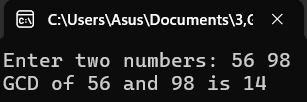 C:\Users\Asus\Documents\3,G
Enter two numbers: 56 98
GCD of 56 and 98 is 14